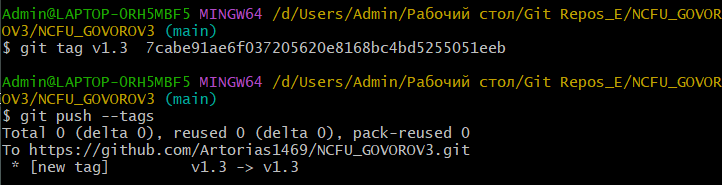 Admin@LAPTOP-0RH5MBF5 MINGW64 /d/Users/Admin/Рабочий стол/Git Repos_E/NCFU_GOVOR
OV3/NCFU_GOVOROV3 (main)
$ git tag v1.3  7cabe91ae6f037205620e8168bc4bd5255051eeb
Admin@LAPTOP-0RH5MBF5 MINGW64 /d/Users/Admin/Рабочий стол/Git Repos_E/NCFU_GOVOR
OV3/NCFU_GOVOROV3 (main)
$ git push --tags
Total 0 (delta 0), reused 0 (delta 0), pack-reused 0
To https://github.com/Artorias1469/NCFU_GOVOROV3.git
 * [new tag]         v1.3 -> v1.3